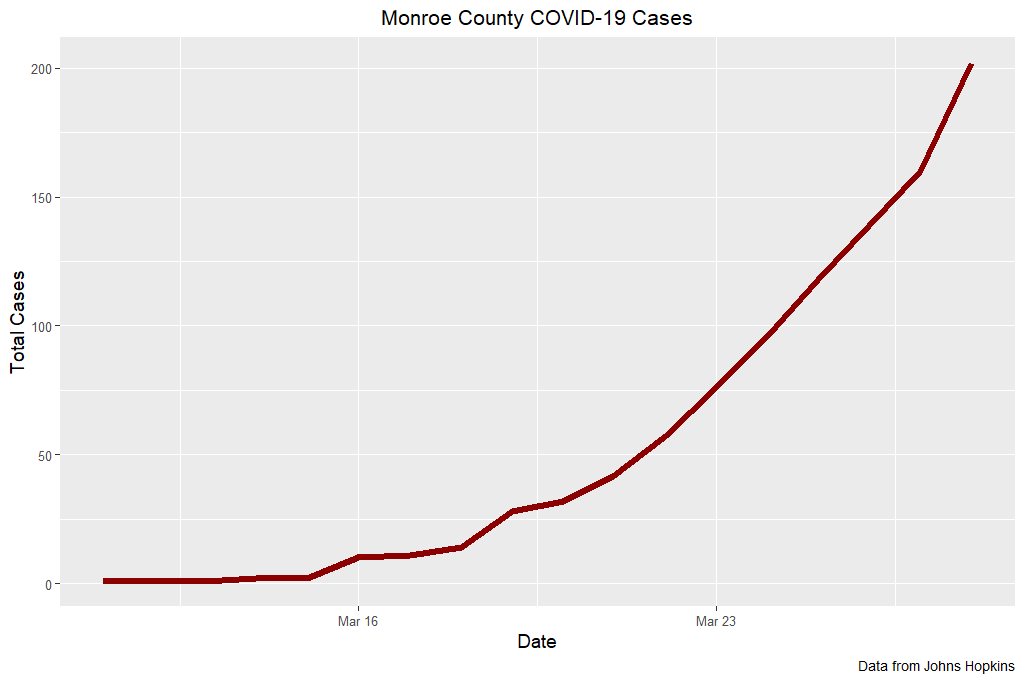 Monroe County COVID-19 Cases
200
150
100
50
0
Total Cases
Mar 16
Mar 23
Date
Data from Johns Hopkins